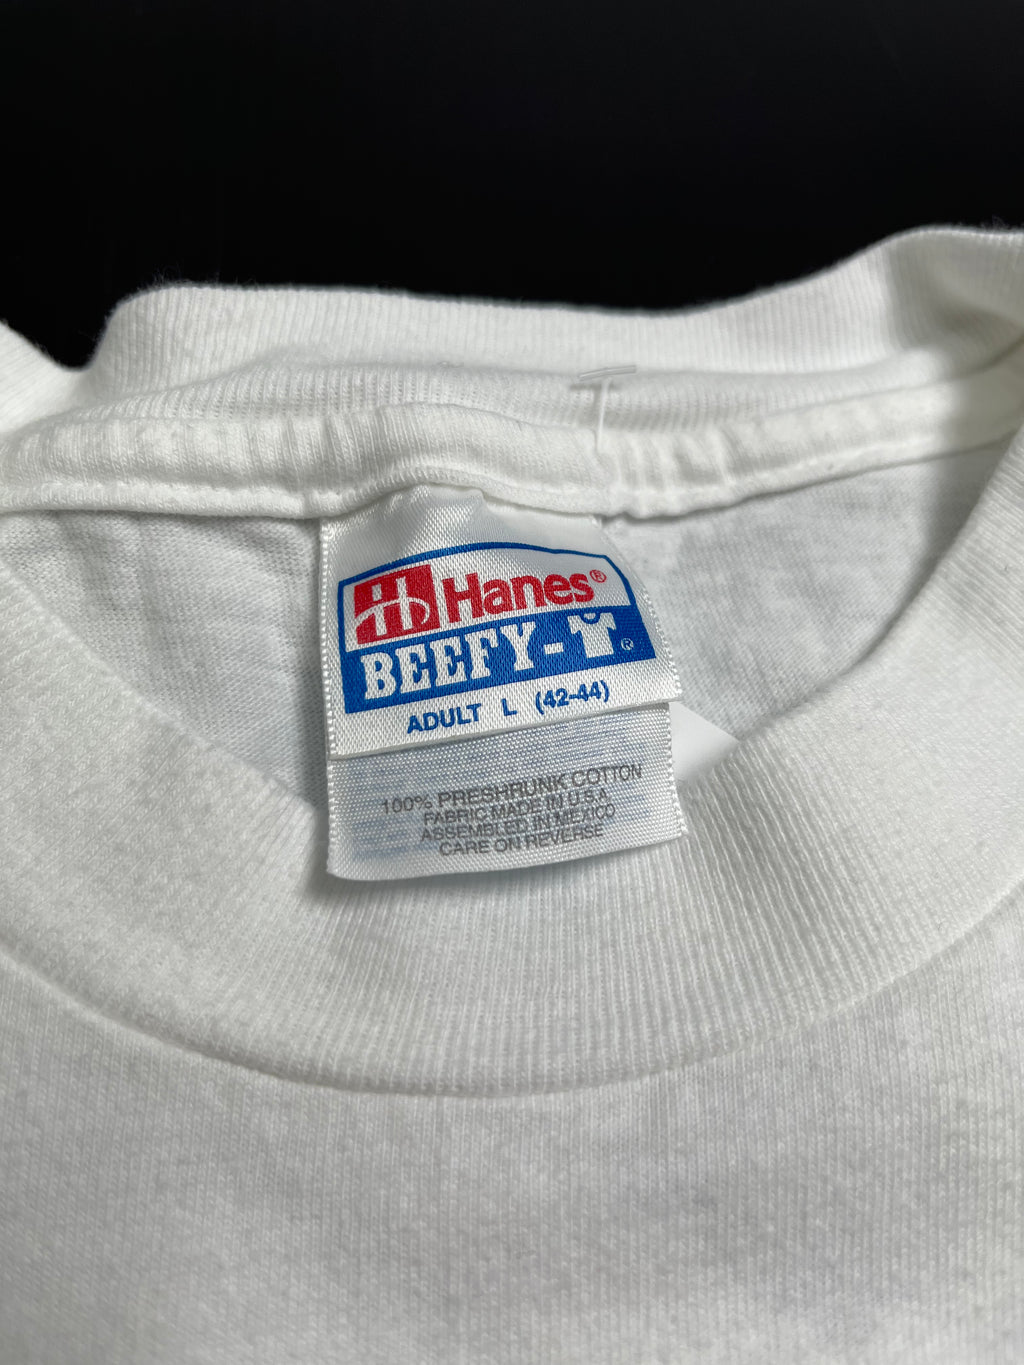 Hanes®
BEEFY-T®
ADULT L (42-44)
100% PRESHRUNK COTTON
FABRIC MADE IN U.S.A.
ASSEMBLED IN MEXICO
CARE ON REVERSE